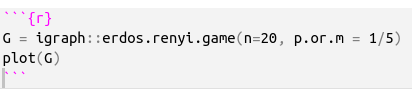 ```{r}
G = igraph::erdos.renyi.game(n=20, p.or.m = 1/5)
plot(G)
```